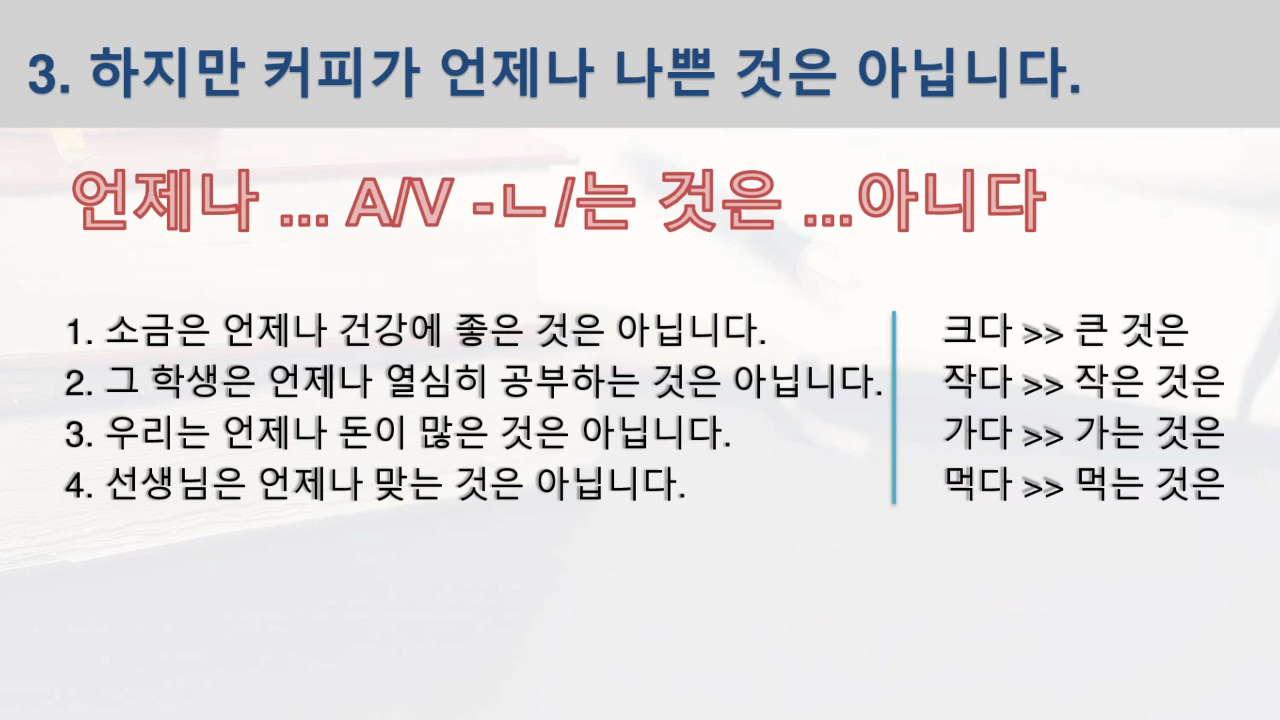 3. 하지만 커피가 언제나 나쁜 것은 아닙니다.
언제나 ... A/V -ㄴ/는 것은 ...아니다
1. 소금은 언제나 건강에 좋은 것은 아닙니다.
2. 그 학생은 언제나 열심히 공부하는 것은 아닙니다.
3. 우리는 언제나 돈이 많은 것은 아닙니다.
4. 선생님은 언제나 맞는 것은 아닙니다.
크다 >> 큰 것은
작다 >> 작은 것은
가다 >> 가는 것은
먹다 >> 먹는 것은